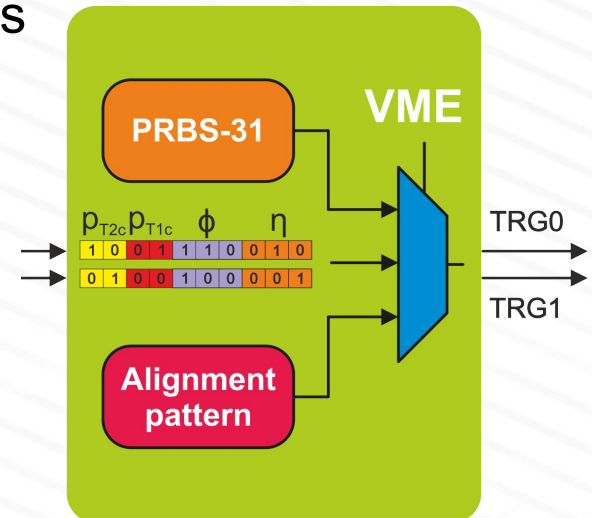 s
PRBS-31
VME
pT2c pT1c ϕ η
1 0 0 1 1 1 0 0 1 0
0 1 0 0 1 0 0 0 0 1
TRG0
TRG1
Alignment
pattern